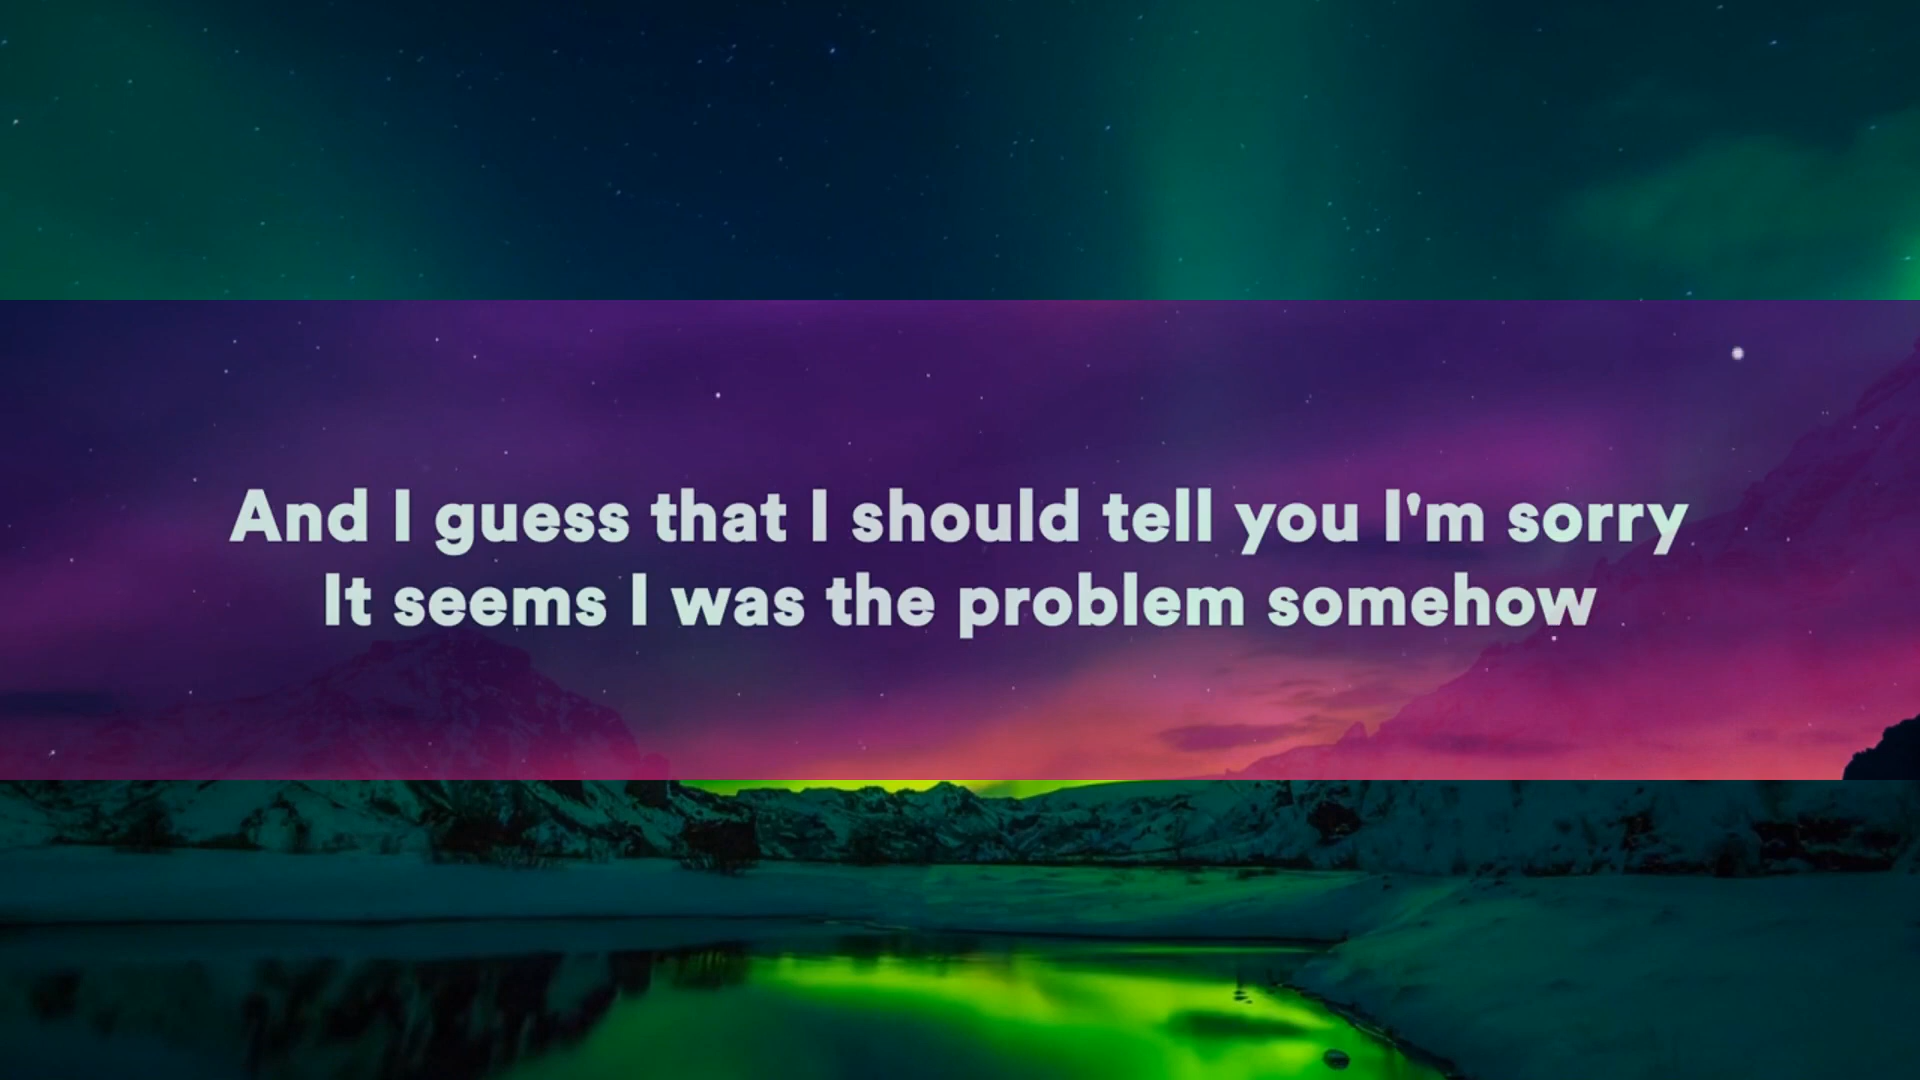 And I guess that I should tell you I'm sorry
It seems I was the problem somehow